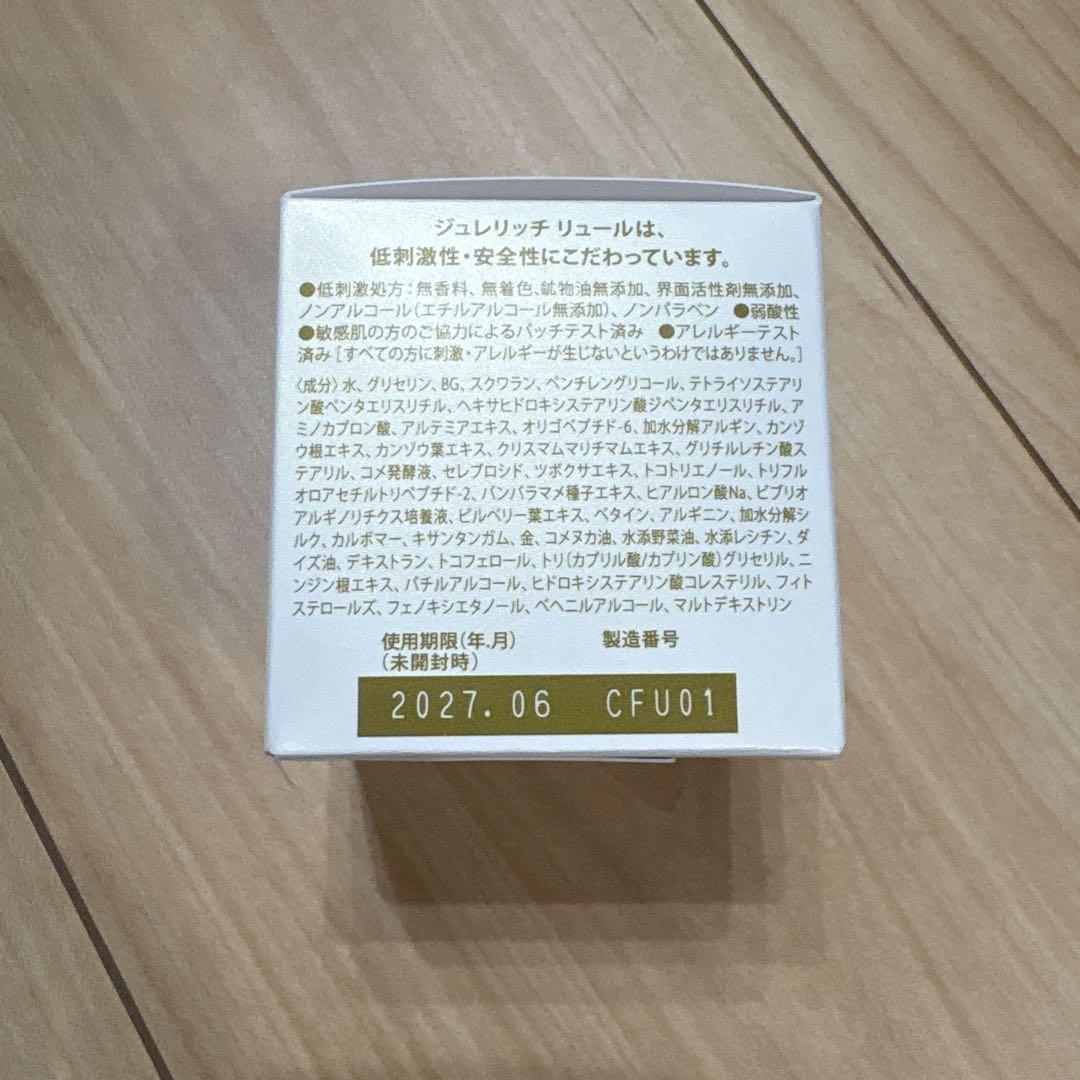 ジュレリッチ リュールは、
低刺激性・安全性にこだわっています。
●低刺激処方：無香料、無着色、鉱物油無添加、界面活性剤無添加、
ノンアルコール（エチルアルコール無添加）、ノンパラベン ●弱酸性
●敏感肌の方のご協力によるパッチテスト済み ●アレルギーテスト
済み［すべての方に刺激・アレルギーが生じないというわけではありません。］
〈成分〉水、グリセリン、BG、スクワラン、ペンチレングリコール、テトライソステアリ
ン酸ペンタエリスリチル、ヘキサヒドロキシステアリン酸ジペンタエリスリチル、ア
ミノカプロン酸、アルテミアエキス、オリゴペプチド-6、加水分解アルギン、カンゾ
ウ根エキス、カンゾウ葉エキス、クリスマムマリチマムエキス、グリチルレチン酸ス
テアリル、コメ発酵液、セレブロシド、ツボクサエキス、トコトリエノール、トリフル
オロアセチルトリペプチド-2、バンバラマメ種子エキス、ヒアルロン酸Na、ビブリオ
アルギノリチクス培養液、ビルベリー葉エキス、ベタイン、アルギニン、加水分解シ
ルク、カルボマー、キサンタンガム、金、コメヌカ油、水添野菜油、水添レシチン、ダ
イズ油、デキストラン、トコフェロール、トリ(カプリル酸/カプリン酸)グリセリル、ニ
ンジン根エキス、バチルアルコール、ヒドロキシステアリン酸コレステリル、フィト
ステロールズ、フェノキシエタノール、ベヘニルアルコール、マルトデキストリン
使用期限(年.月) 製造番号
(未開封時)
2027.06 CFU01